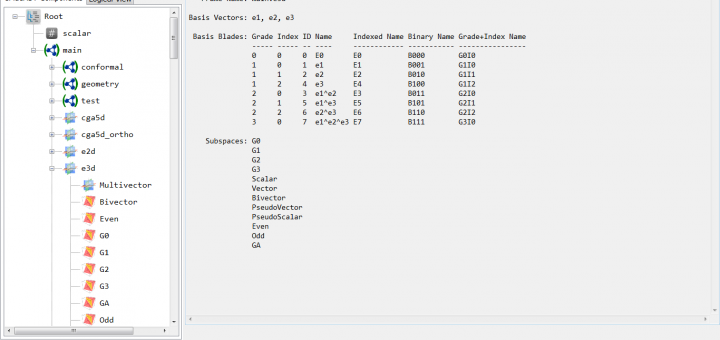 Logical View
Root
scalar
main
conformal
geometry
test
cga5d
cga5d_ortho
e2d
e3d
Multivector
Bivector
Even
G0
G1
G2
G3
GA
Odd
Basis Vectors: e1, e2, e3
Basis Blades: Grade Index ID Name Indexed Name Binary Name Grade+Index Name
----- ----- -- ---- ------------ ----------- ----------------
0 0 0 E0 E0 B000 G0I0
1 0 1 e1 E1 B001 G1I0
1 1 2 e2 E2 B010 G1I1
1 2 4 e3 E4 B100 G1I2
2 0 3 e1^e2 E3 B011 G2I0
2 1 5 e1^e3 E5 B101 G2I1
2 2 6 e2^e3 E6 B110 G2I2
3 0 7 e1^e2^e3 E7 B111 G3I0
Subspaces: G0
G1
G2
G3
Scalar
Vector
Bivector
PseudoVector
PseudoScalar
Even
Odd
GA